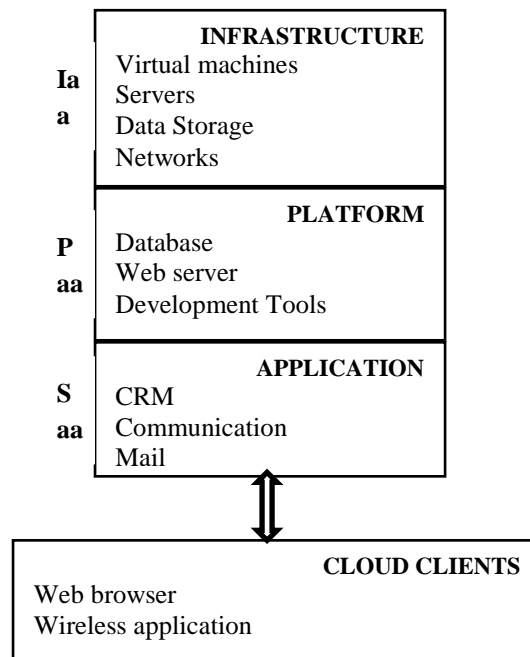 INFRASTRUCTURE
Virtual machines
Ia
Servers
a
Data Storage
Networks
PLATFORM
Database
P
Web server
aa
Development Tools
APPLICATION
S
CRM
aa
Communication
Mail
CLOUD CLIENTS
Web browser
Wireless application